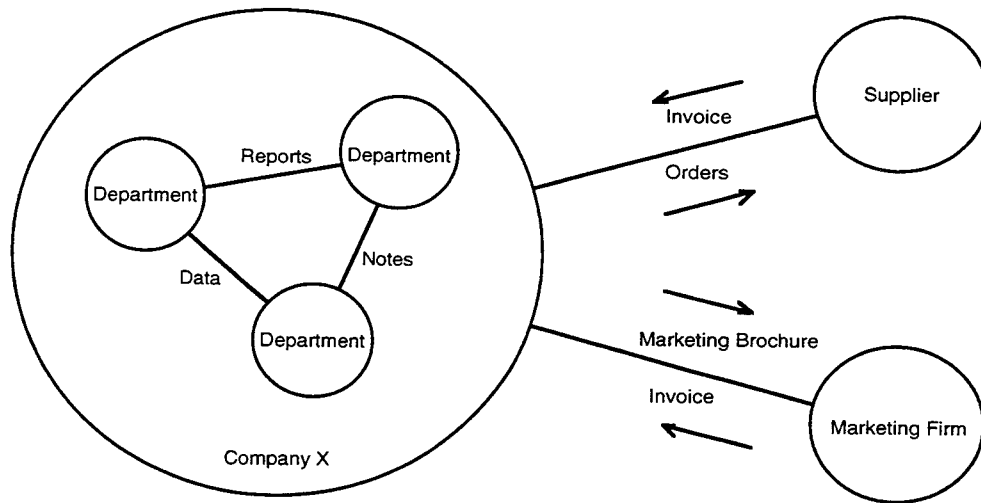 Supplier
Invoice
Orders
Reports
Department
Department
Data
Notes
Department
Marketing Brochure
Invoice
Marketing Firm
Company X